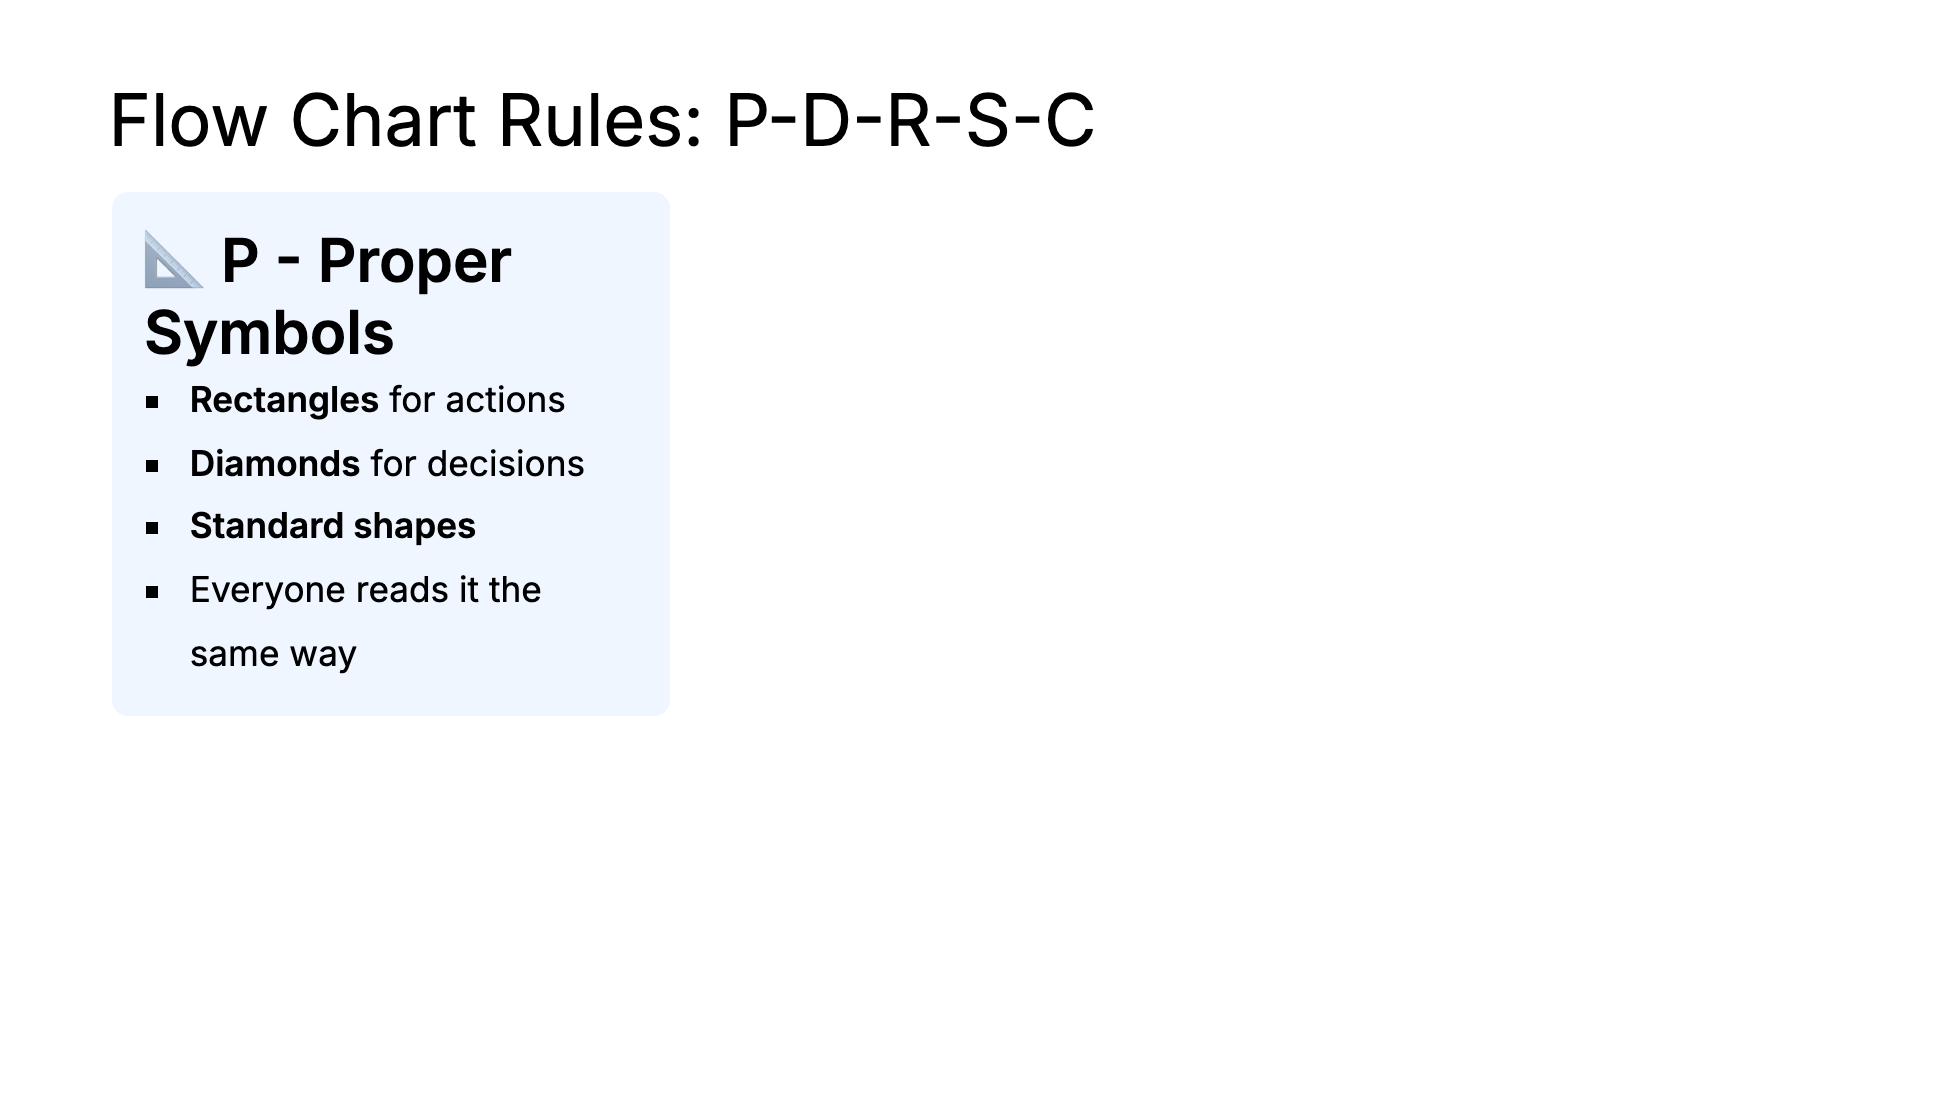 Flow Chart Rules: P-D-R-S-C
📐 P - Proper
Symbols
▪ Rectangles for actions
▪ Diamonds for decisions
▪ Standard shapes
▪ Everyone reads it the
same way